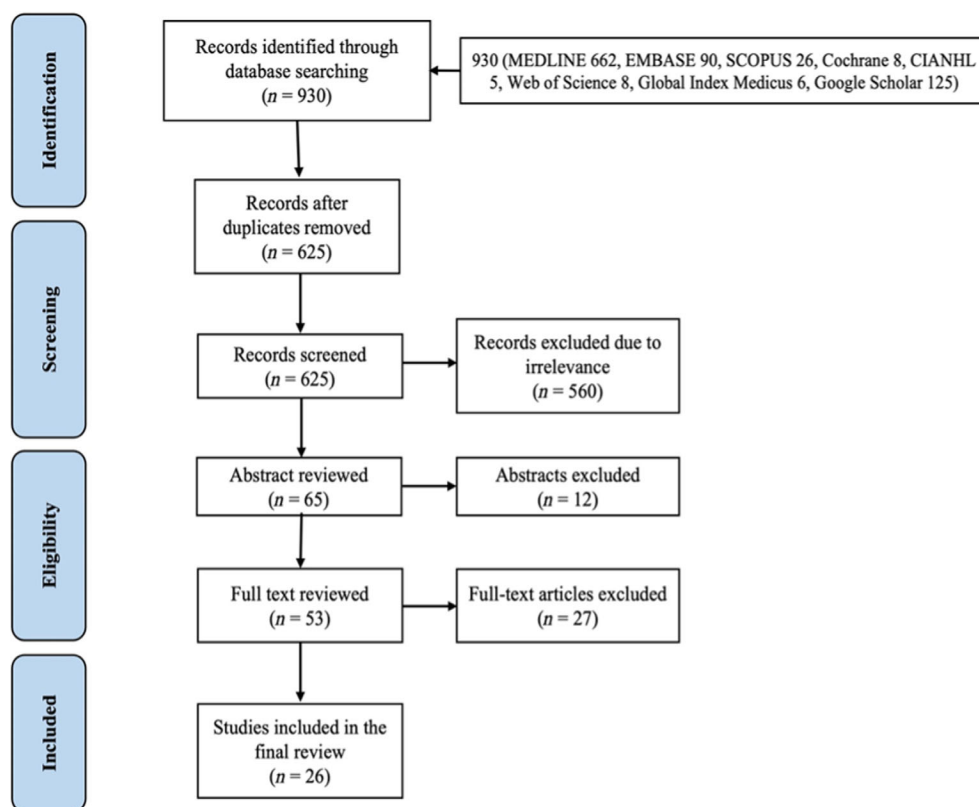 Identification
Records identified through
database searching
(n = 930)
930 (MEDLINE 662, EMBASE 90, SCOPUS 26, Cochrane 8, CIANHL
5, Web of Science 8, Global Index Medicus 6, Google Scholar 125)
Records after
duplicates removed
(n = 625)
Screening
Records screened
(n = 625)
Records excluded due to
irrelevance
(n = 560)
Eligibility
Abstract reviewed
(n = 65)
Abstracts excluded
(n = 12)
Full text reviewed
(n = 53)
Full-text articles excluded
(n = 27)
Included
Studies included in the
final review
(n = 26)